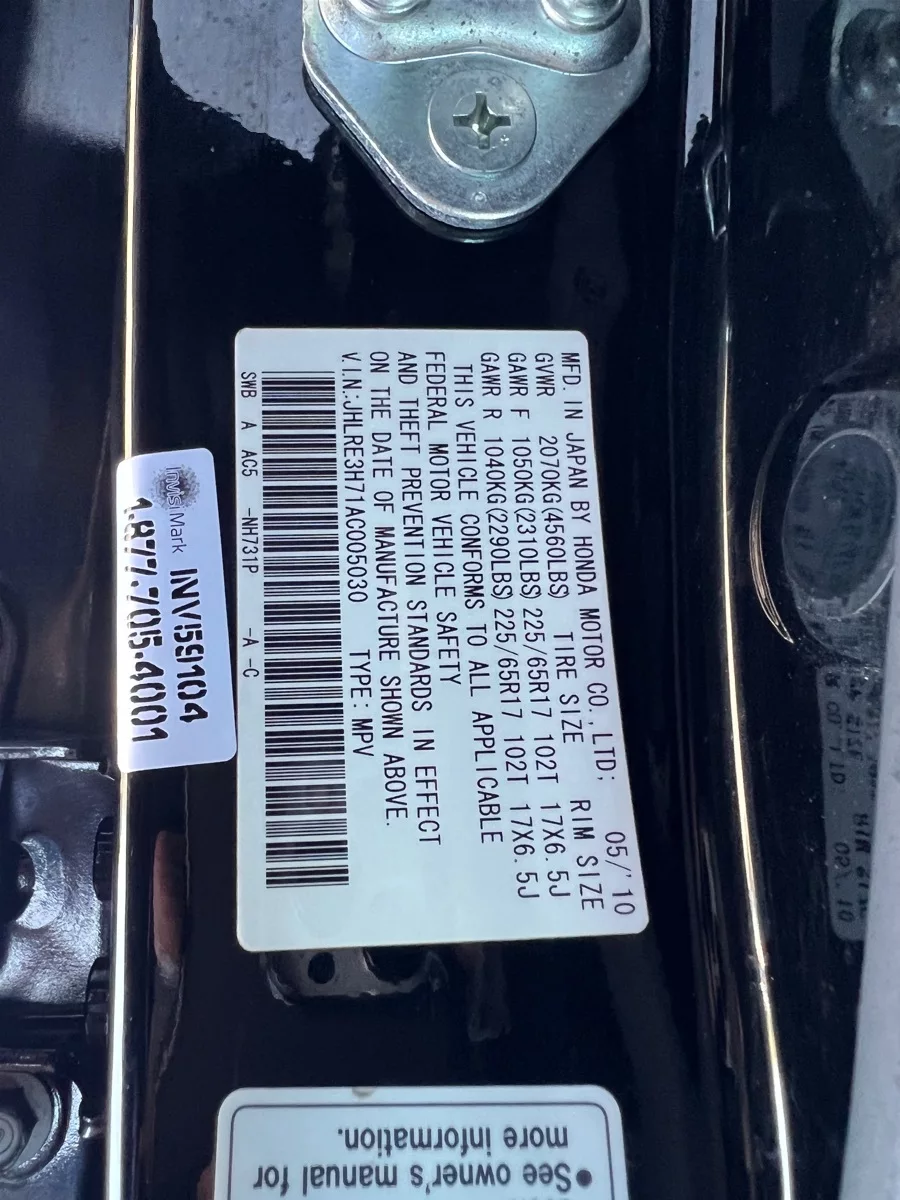 MFD. IN JAPAN BY HONDA MOTOR CO., LTD; 05/'10
GVWR 2070KG(4560LBS) TIRE SIZE RIM SIZE
GAWR F 1050KG(2310LBS) 225/65R17 102T 17X6.5J
GAWR R 1040KG(2290LBS) 225/65R17 102T 17X6.5J
THIS VEHICLE CONFORMS TO ALL APPLICABLE
FEDERAL MOTOR VEHICLE SAFETY
AND THEFT PREVENTION STANDARDS IN EFFECT
ON THE DATE OF MANUFACTURE SHOWN ABOVE.
V.I.N.:JHLRE3H71AC005030 TYPE: MPV
SWB A AC5 -NH731P -A -C
InvisiMark INV159104
1.877.705.4001
•See owner's manual for
more information.